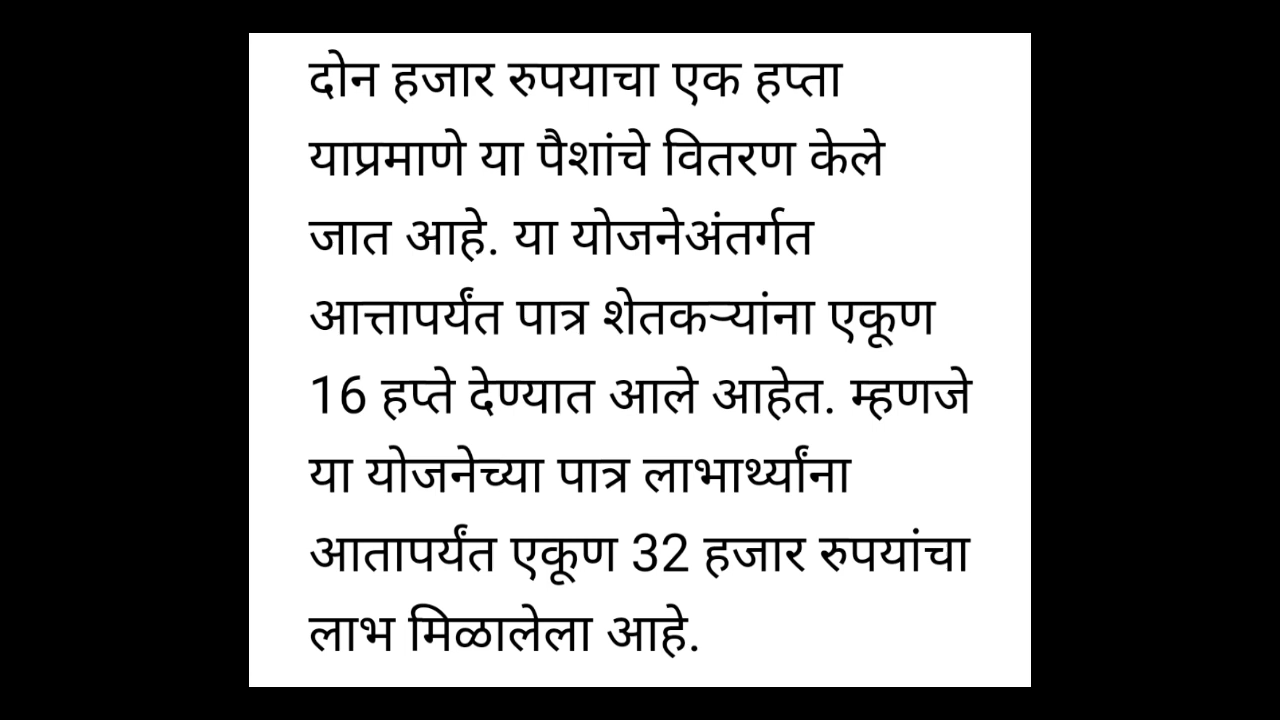 दोन हजार रुपयाचा एक हप्ता
याप्रमाणे या पैशांचे वितरण केले
जात आहे. या योजनेअंतर्गत
आत्तापर्यंत पात्र शेतकऱ्यांना एकूण
16 हप्ते देण्यात आले आहेत. म्हणजे
या योजनेच्या पात्र लाभार्थ्यांना
आतापर्यंत एकूण 32 हजार रुपयांचा
लाभ मिळालेला आहे.